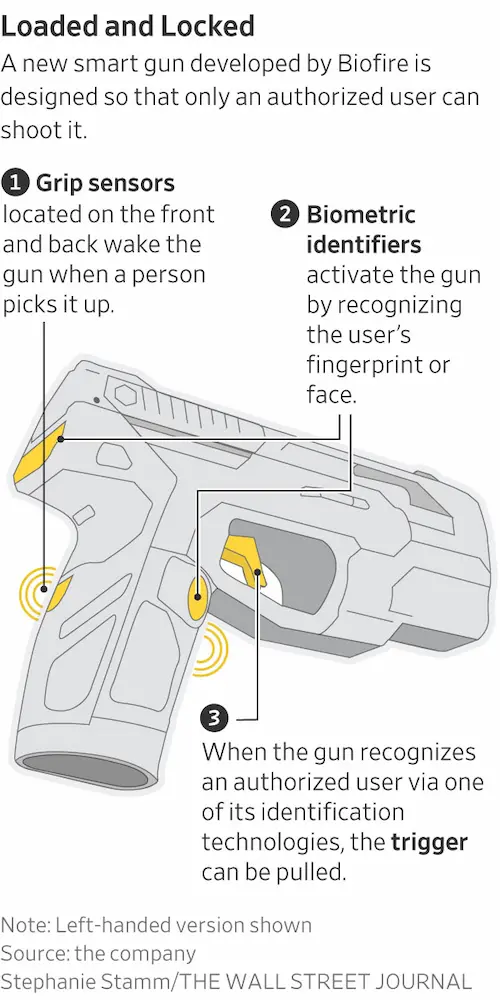 Loaded and Locked
A new smart gun developed by Biofire is
designed so that only an authorized user can
shoot it.
1 Grip sensors
located on the front
and back wake the
gun when a person
picks it up.
2 Biometric
identifiers
activate the gun
by recognizing
the user’s
fingerprint or
face.
3
When the gun recognizes
an authorized user via one
of its identification
technologies, the trigger
can be pulled.
Note: Left-handed version shown
Source: the company
Stephanie Stamm/THE WALL STREET JOURNAL